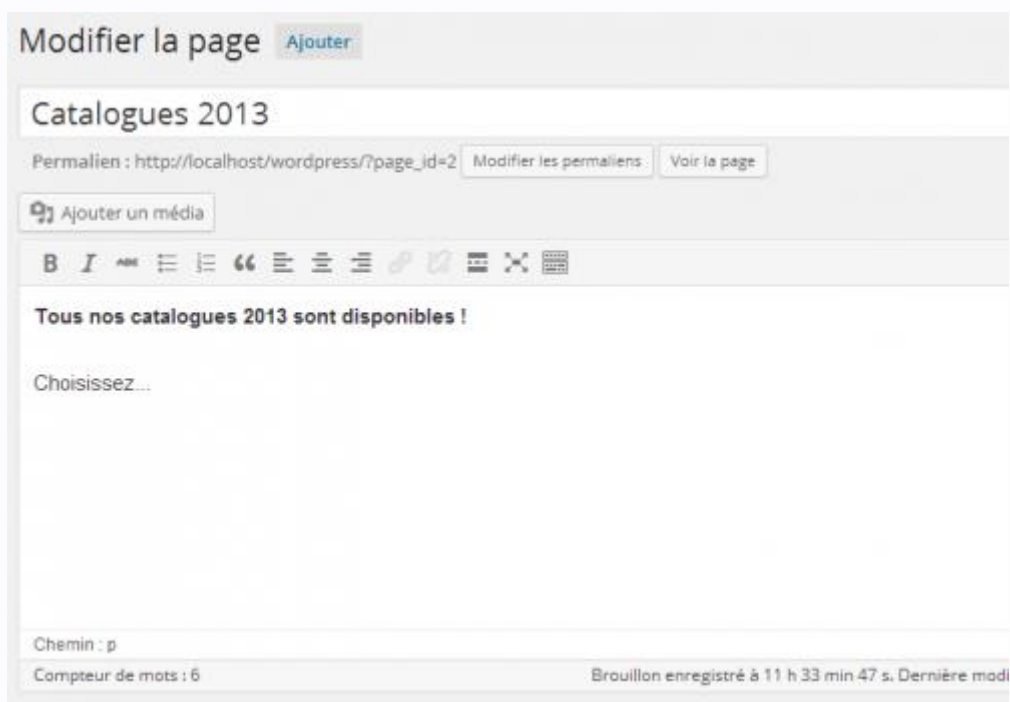 Modifier la page Ajouter
Catalogues 2013
Permalien : http://localhost/wordpress/?page_id=2 Modifier les permaliens Voir la page
Ajouter un média
B I ABC
Tous nos catalogues 2013 sont disponibles !
Choisissez...
Chemin : p
Compteur de mots : 6 Brouillon enregistré à 11 h 33 min 47 s. Dernière modi